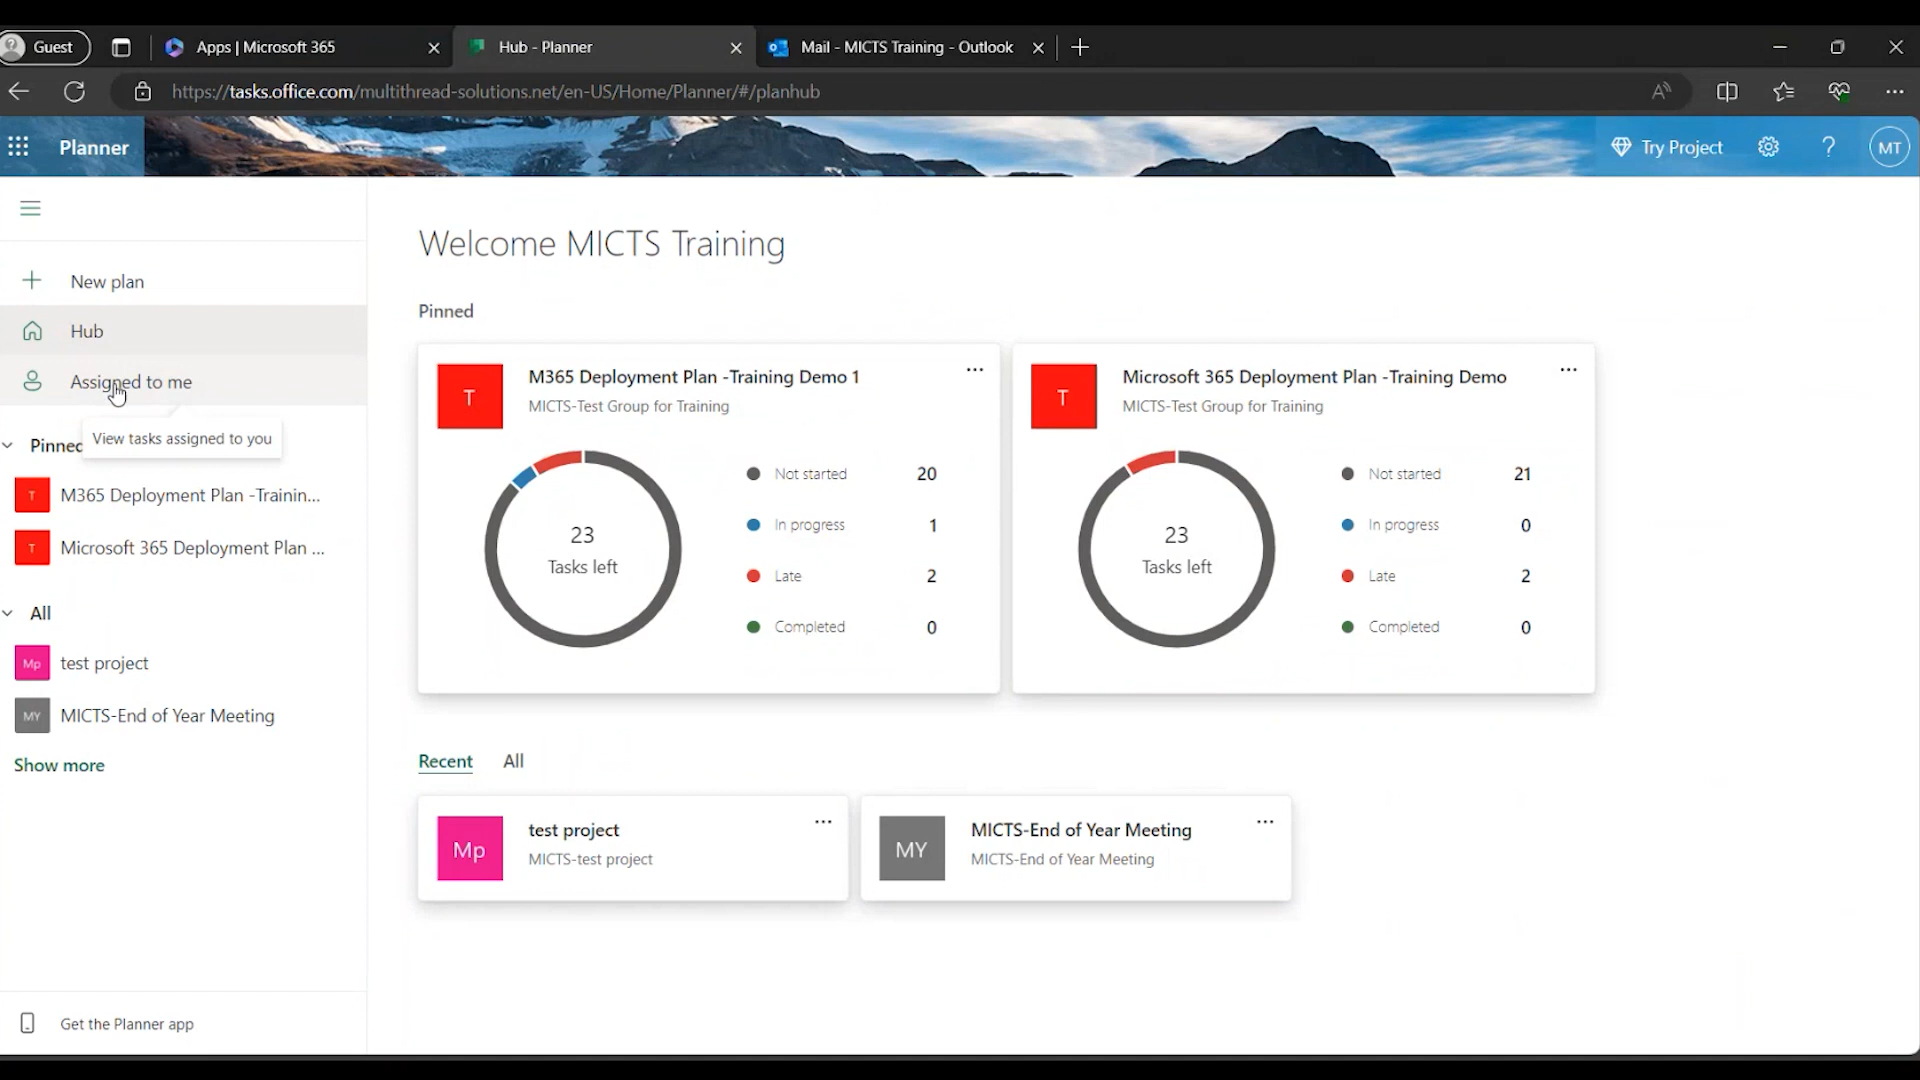 Guest
Apps | Microsoft 365
Hub - Planner
Mail - MICTS Training - Outlook
https://tasks.office.com/multithread-solutions.net/en-US/Home/Planner/#/planhub
Planner
Try Project
?
MT
New plan
Hub
Assigned to me
View tasks assigned to you
Pinned
T
M365 Deployment Plan -Trainin...
T
Microsoft 365 Deployment Plan ...
All
Mp
test project
MY
MICTS-End of Year Meeting
Show more
Get the Planner app
Welcome MICTS Training
Pinned
T
M365 Deployment Plan -Training Demo 1
MICTS-Test Group for Training
23
Tasks left
Not started 20
In progress 1
Late 2
Completed 0
T
Microsoft 365 Deployment Plan -Training Demo
MICTS-Test Group for Training
23
Tasks left
Not started 21
In progress 0
Late 2
Completed 0
Recent All
Mp
test project
MICTS-test project
MY
MICTS-End of Year Meeting
MICTS-End of Year Meeting